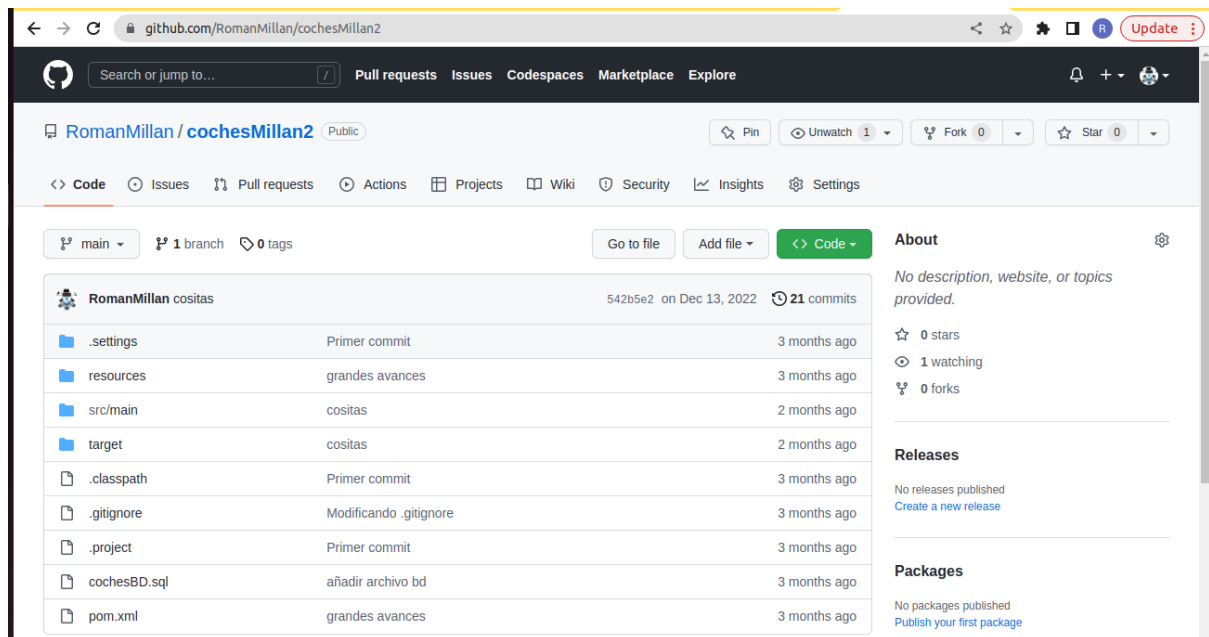 github.com/RomanMillan/cochesMillan2
R
Update
Search or jump to…
/
Pull requests Issues Codespaces Marketplace Explore
RomanMillan / cochesMillan2 Public
Pin
Unwatch 1
Fork 0
Star 0
Code Issues Pull requests Actions Projects Wiki Security Insights Settings
main 1 branch 0 tags
Go to file Add file Code
RomanMillan cositas 542b5e2 on Dec 13, 2022 21 commits
.settings Primer commit 3 months ago
resources grandes avances 3 months ago
src/main cositas 2 months ago
target cositas 2 months ago
.classpath Primer commit 3 months ago
.gitignore Modificando .gitignore 3 months ago
.project Primer commit 3 months ago
cochesBD.sql añadir archivo bd 3 months ago
pom.xml grandes avances 3 months ago
About
No description, website, or topics
provided.
0 stars
1 watching
0 forks
Releases
No releases published
Create a new release
Packages
No packages published
Publish your first package